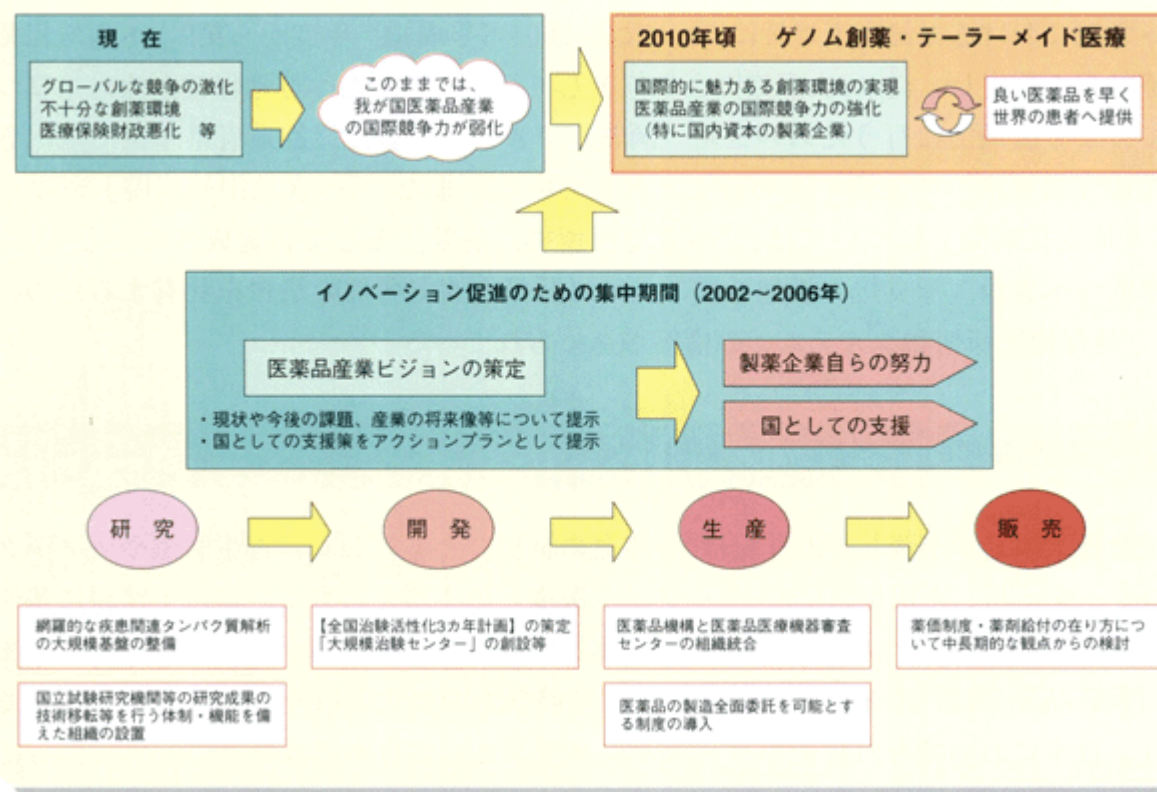 現 在
グローバルな競争の激化
不十分な創薬環境
医療保険財政悪化 等
このままでは、
我が国医薬品産業
の国際競争力が弱化
2010年頃 ゲノム創薬・テーラーメイド医療
国際的に魅力ある創薬環境の実現
医薬品産業の国際競争力の強化
(特に国内資本の製薬企業)
良い医薬品を早く
世界の患者へ提供
イノベーション促進のための集中期間(2002〜2006年)
医薬品産業ビジョンの策定
・現状や今後の課題、産業の将来像等について提示
・国としての支援策をアクションプランとして提示
製薬企業自らの努力
国としての支援
研 究
開 発
生 産
販 売
網羅的な疾患関連タンパク質解析
の大規模基盤の整備
国立試験研究機関等の研究成果の
技術移転等を行う体制・機能を備
えた組織の設置
【全国治験活性化3カ年計画】の策定
「大規模治験センター」の創設等
医薬品機構と医薬品医療機器審査
センターの組織統合
医薬品の製造全面委託を可能とす
る制度の導入
薬価制度・薬剤給付の在り方につ
いて中長期的な観点からの検討